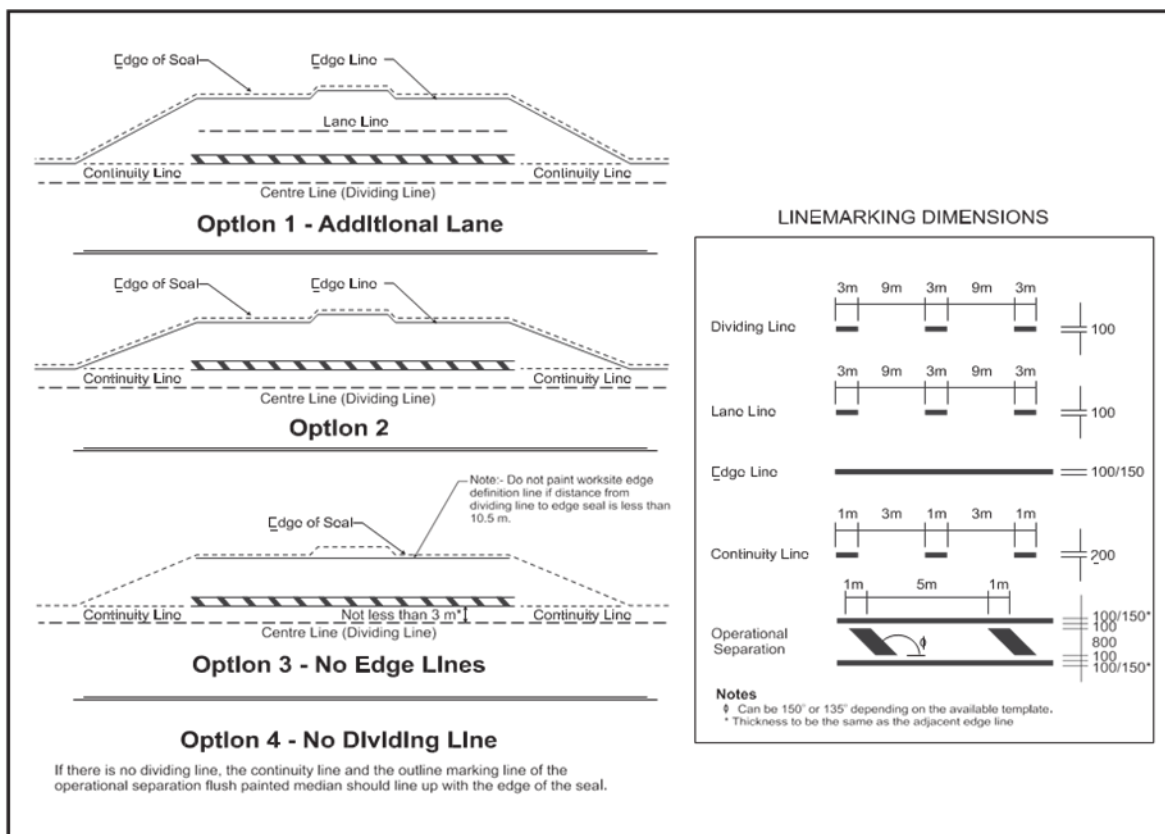 Edge of Seal
Edge Line
Lane Line
Continuity Line
Continuity Line
Centre Line (Dividing Line)
Option 1 - Additional Lane
Edge of Seal
Edge Line
Continuity Line
Continuity Line
Centre Line (Dividing Line)
Option 2
Note:- Do not paint worksite edge
definition line if distance from
dividing line to edge seal is less than
10.5 m.
Edge of Seal
Continuity Line
Not less than 3 m*
Continuity Line
Centre Line (Dividing Line)
Option 3 - No Edge Lines
Option 4 - No Dividing Line
If there is no dividing line, the continuity line and the outline marking line of the
operational separation flush painted median should line up with the edge of the seal.
LINEMARKING DIMENSIONS
3m 9m 3m 9m 3m
Dividing Line
100
3m 9m 3m 9m 3m
Lane Line
100
Edge Line
100/150
1m 3m 1m 3m 1m
Continuity Line
200
1m 5m 1m
Operational
Separation
ϕ
100/150*
100
800
100
100/150*
Notes
ϕ Can be 150° or 135° depending on the available template.
* Thickness to be the same as the adjacent edge line